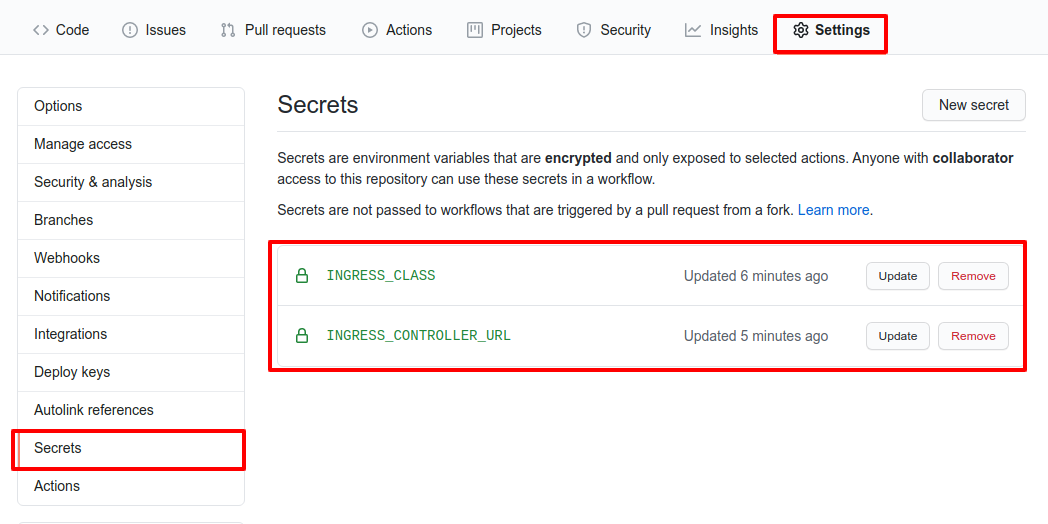 Code Issues Pull requests Actions Projects Security Insights Settings
Options
Manage access
Security & analysis
Branches
Webhooks
Notifications
Integrations
Deploy keys
Autolink references
Secrets
Actions
Secrets New secret
Secrets are environment variables that are encrypted and only exposed to selected actions. Anyone with collaborator
access to this repository can use these secrets in a workflow.
Secrets are not passed to workflows that are triggered by a pull request from a fork. Learn more.
INGRESS_CLASS Updated 6 minutes ago Update Remove
INGRESS_CONTROLLER_URL Updated 5 minutes ago Update Remove